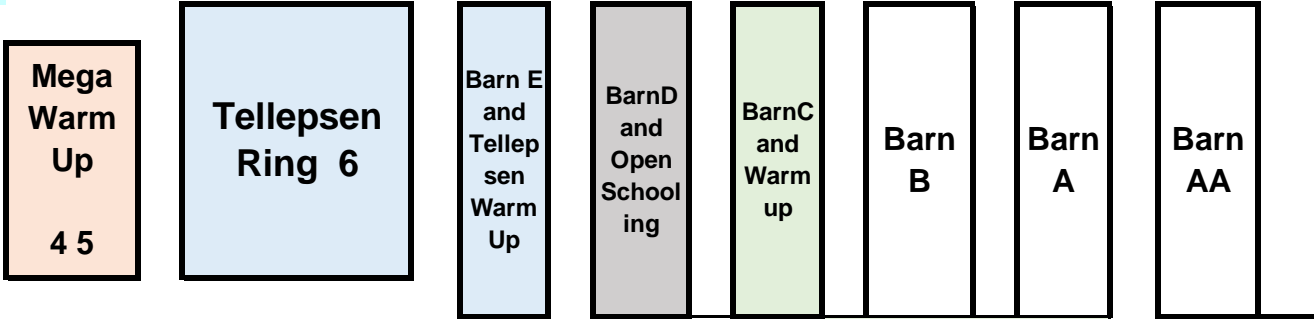 Mega
Warm
Up
4 5
Tellepsen
Ring 6
Barn E
and
Tellep
sen
Warm
Up
BarnD
and
Open
School
ing
BarnC
and
Warm
up
Barn
B
Barn
A
Barn
AA